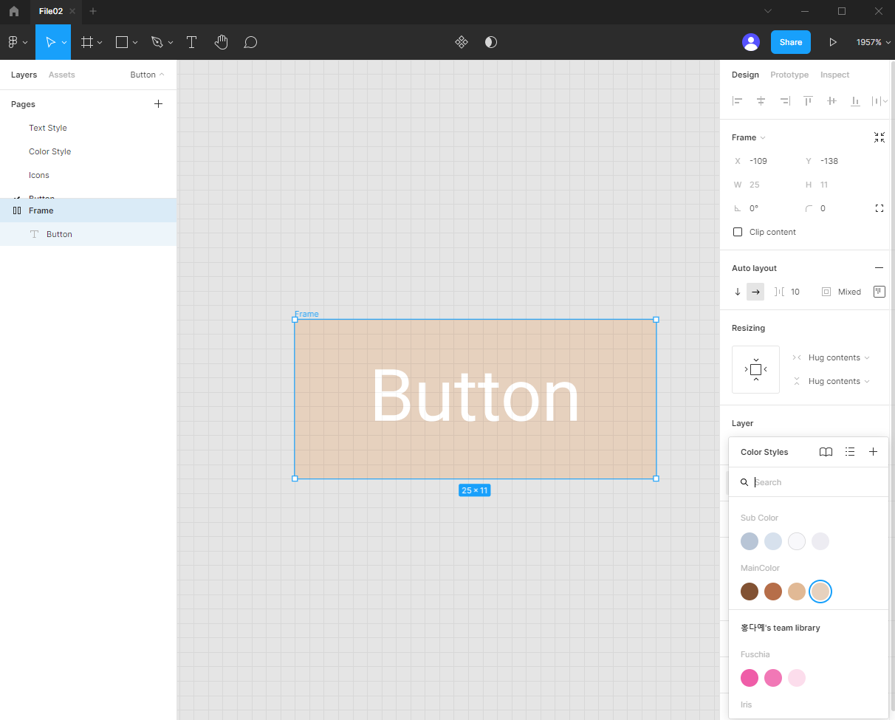 File02
Share
1957%
Layers
Assets
Button
Pages
Text Style
Color Style
Icons
Button
Frame
Button
Frame
Button
25 × 11
Design
Prototype
Inspect
Frame
X
-109
Y
-138
W
25
H
11
0°
0
Clip content
Auto layout
10
Mixed
Resizing
Hug contents
Hug contents
Layer
Color Styles
Search
Sub Color
MainColor
홍다예's team library
Fuschia
Iris